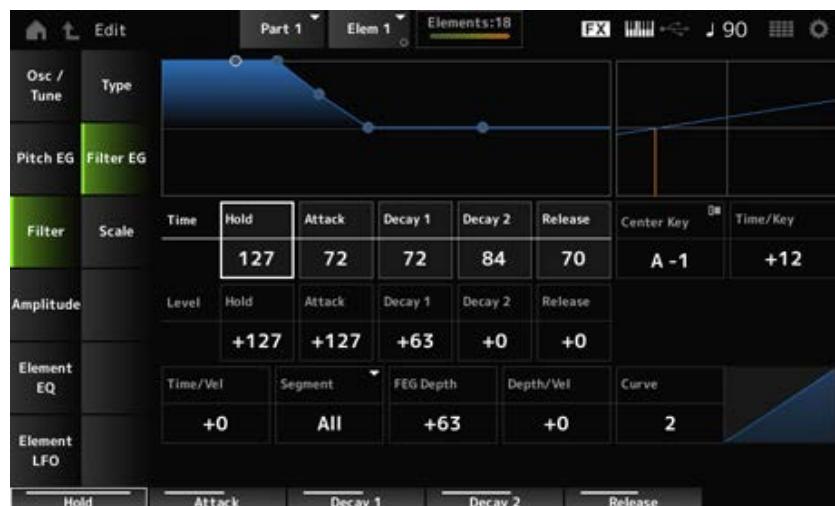 Edit Part 1 Elem 1 Elements:18 FX ♩ 90
Osc /
Tune
Type
Pitch EG Filter EG
Filter Scale
Time Hold Attack Decay 1 Decay 2 Release Center Key Time/Key
127 72 72 84 70 A -1 +12
Amplitude
Level Hold Attack Decay 1 Decay 2 Release
+127 +127 +63 +0 +0
Element
EQ
Time/Vel Segment FEG Depth Depth/Vel Curve
+0 All +63 +0 2
Element
LFO
Hold Attack Decay 1 Decay 2 Release